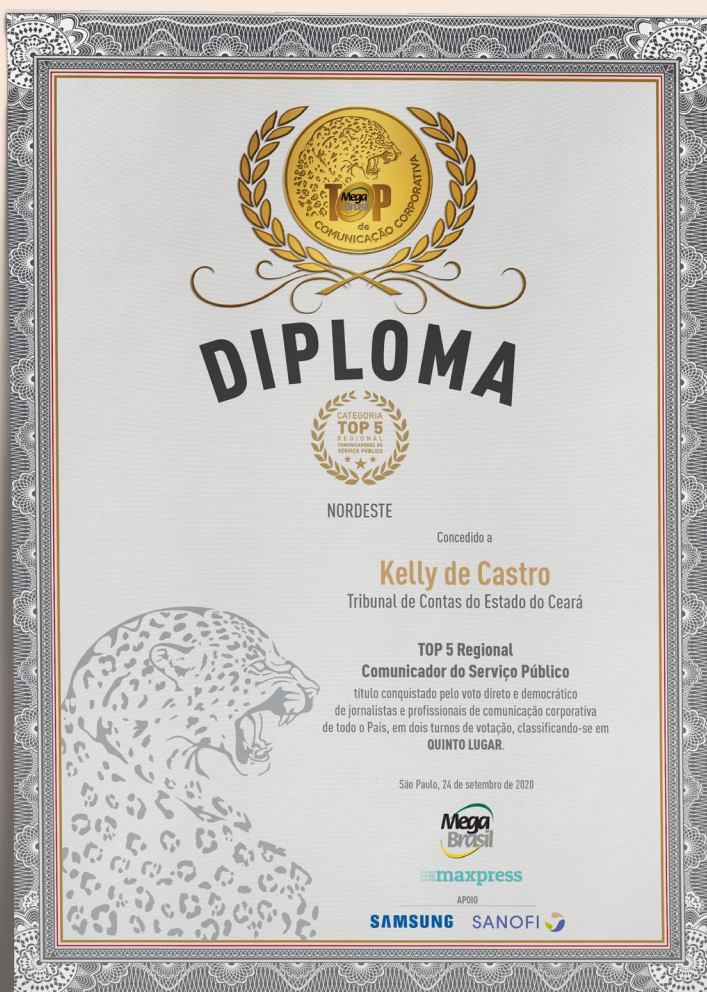 TOP
Mega
Brasil
de
COMUNICAÇÃO CORPORATIVA
DIPLOMA
CATEGORIA
TOP 5
REGIONAL
COMUNICADORES DO
SERVIÇO PÚBLICO
NORDESTE
Concedido a
Kelly de Castro
Tribunal de Contas do Estado do Ceará
TOP 5 Regional
Comunicador do Serviço Público
título conquistado pelo voto direto e democrático
de jornalistas e profissionais de comunicação corporativa
de todo o País, em dois turnos de votação, classificando-se em
QUINTO LUGAR.
São Paulo, 24 de setembro de 2020
Mega
Brasil
maxpress
APOIO
SAMSUNG SANOFI